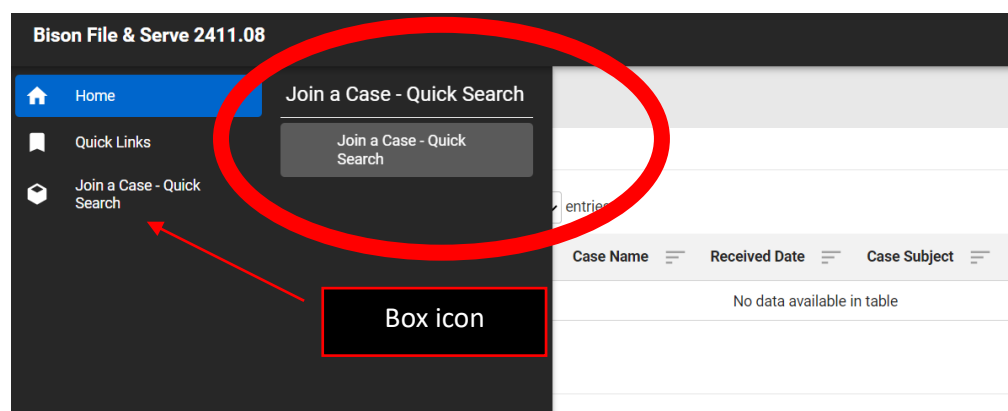 Bison File & Serve 2411.08
Home
Quick Links
Join a Case - Quick
Search
Join a Case - Quick Search
Join a Case - Quick
Search
Box icon
entries
Case Name Received Date Case Subject
No data available in table